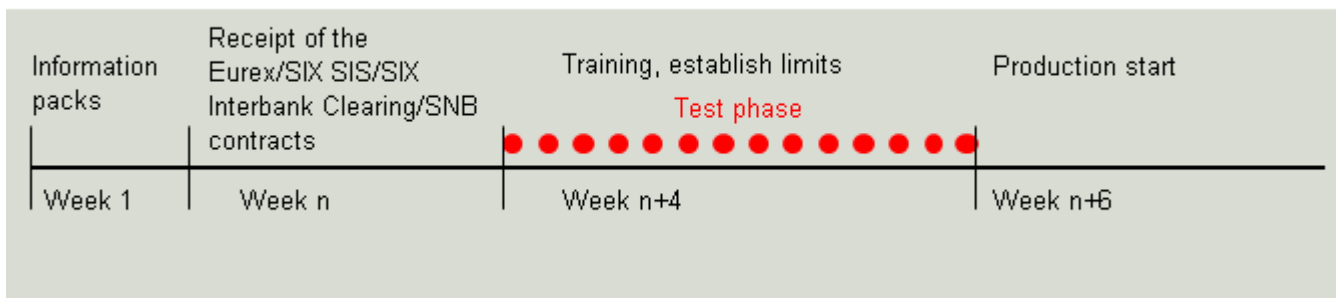 Information
packs
Receipt of the
Eurex/SIX SIS/SIX
Interbank Clearing/SNB
contracts
Training, establish limits
Test phase
Production start
Week 1
Week n
Week n+4
Week n+6